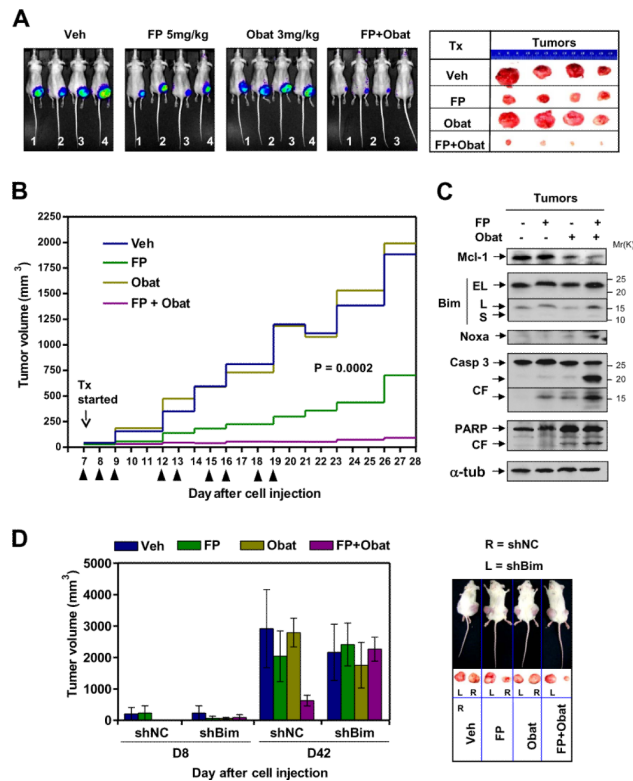 A
Veh
FP 5mg/kg
Obat 3mg/kg
FP+Obat
1 2 3 4
1 2 3 4
1 2 3 4
1 2 3
Tx Tumors
Veh
FP
Obat
FP+Obat
B
Tumor volume (mm 3)
2250
2000
1750
1500
1250
1000
750
500
250
0
Veh
FP
Obat
FP + Obat
P = 0.0002
Tx
started
7 8 9 10 11 12 13 14 15 16 17 18 19 20 21 22 23 24 25 26 27 28
Day after cell injection
C
Tumors
FP - + - +
Obat - - + +
Mr(K)
Mcl-1
Bim
EL
L
S
25
20
15
10
Noxa
Casp 3
CF
25
20
15
PARP
CF
α-tub
D
Veh FP Obat FP+Obat
Tumer volume (mm3)
5000
4000
3000
2000
1000
0
shNC shBim shNC shBim
D8 D42
Day after cell injection
R = shNC
L = shBim
L R L R L R L
R
Veh
FP
Obat
FP+Obat